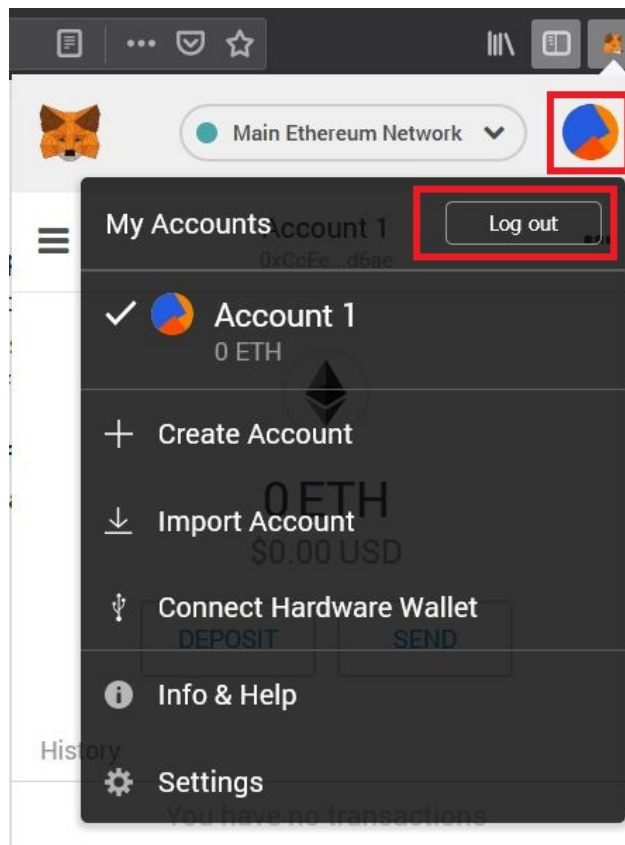 Main Ethereum Network
My Accounts
Log out
Account 1
0xCcEe...d6ae
Account 1
0 ETH
Create Account
0 ETH
Import Account
$0.00 USD
Connect Hardware Wallet
DEPOSIT SEND
Info & Help
History
Settings
You have no transactions